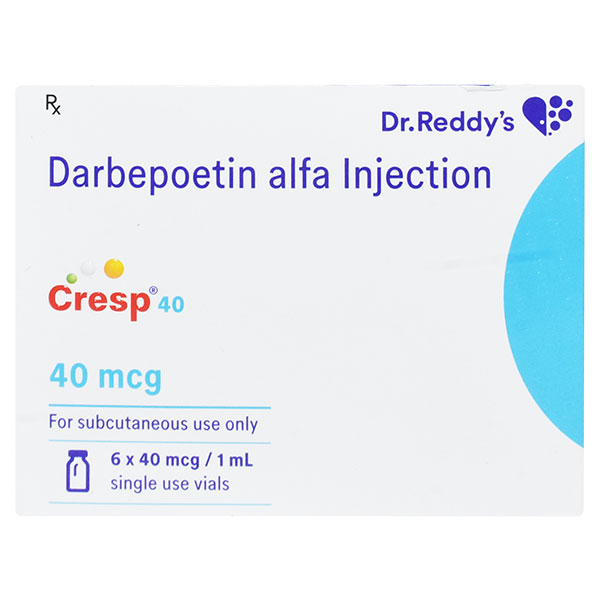 Rx
Dr.Reddy's
Darbepoetin alfa Injection
Cresp® 40
40 mcg
For subcutaneous use only
6 x 40 mcg / 1 mL
single use vials